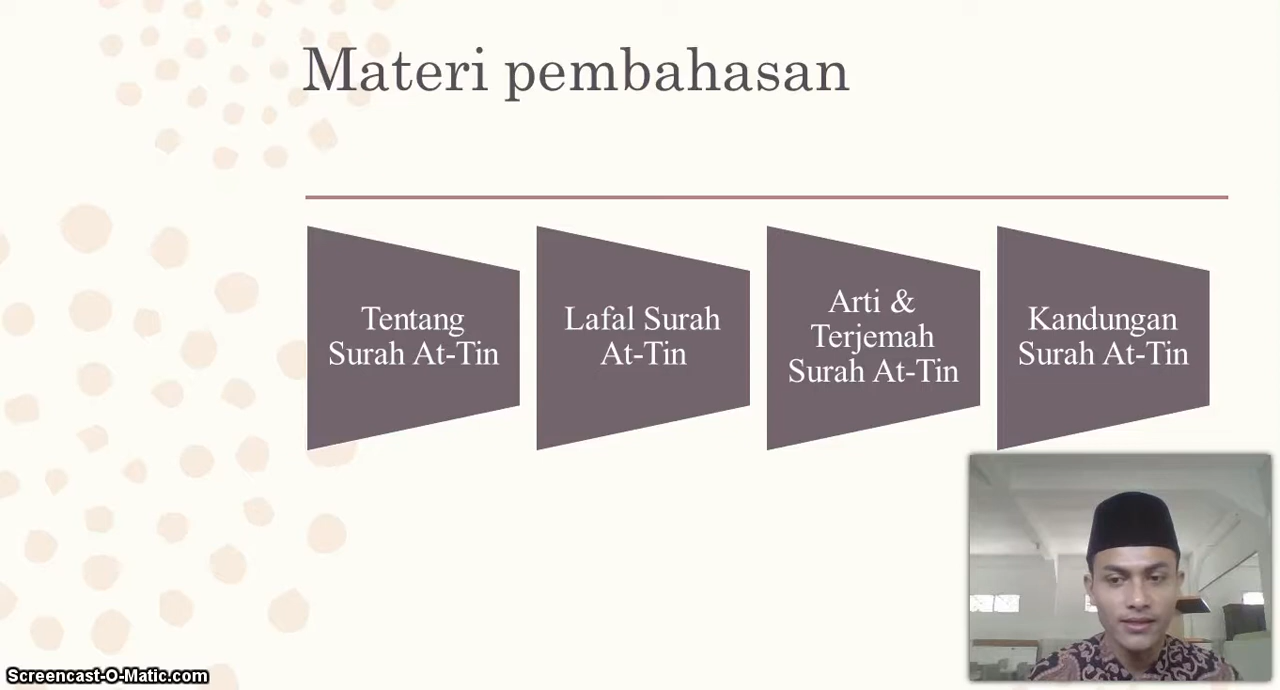 Materi pembahasan
Tentang
Surah At-Tin
Lafal Surah
At-Tin
Arti &
Terjemah
Surah At-Tin
Kandungan
Surah At-Tin
Screencast-O-Matic.com